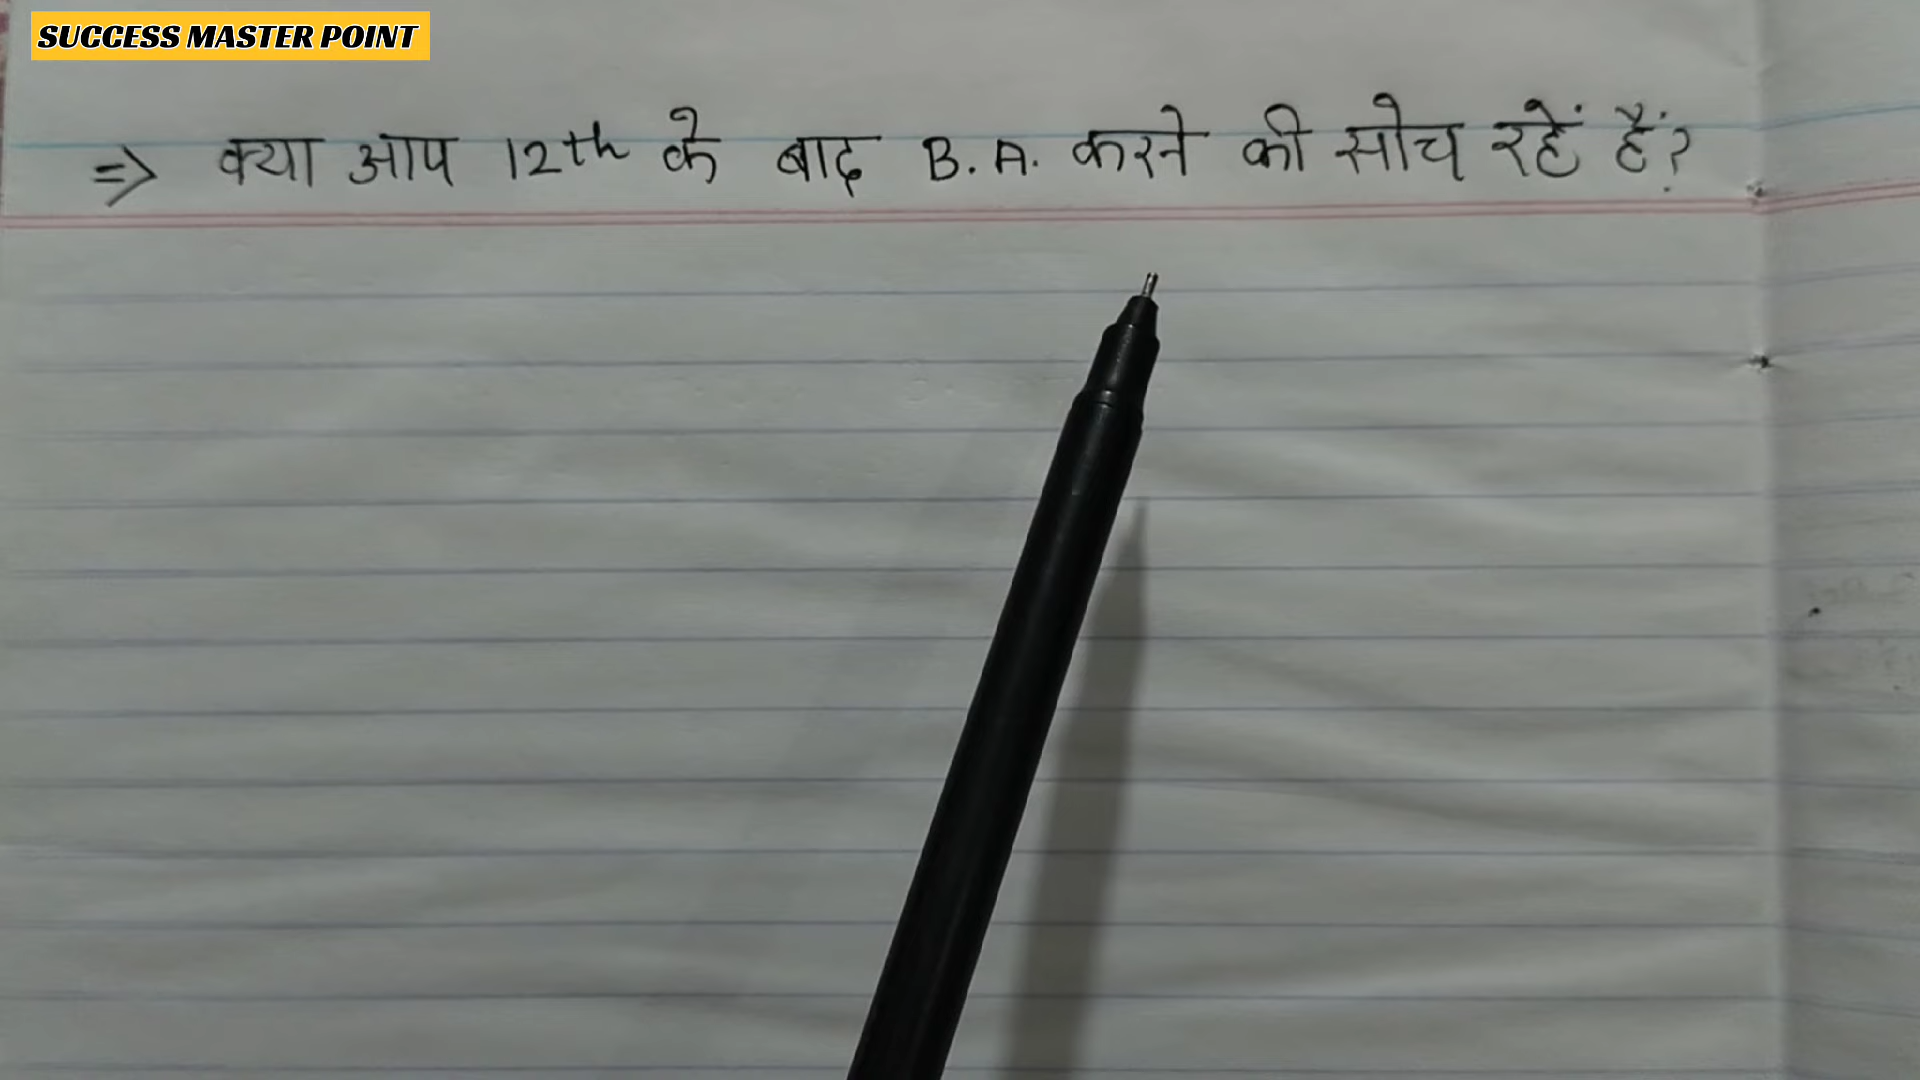 SUCCESS MASTER POINT
=> क्या आप 12th के बाद B.A. करने की सोच रहें हैं?